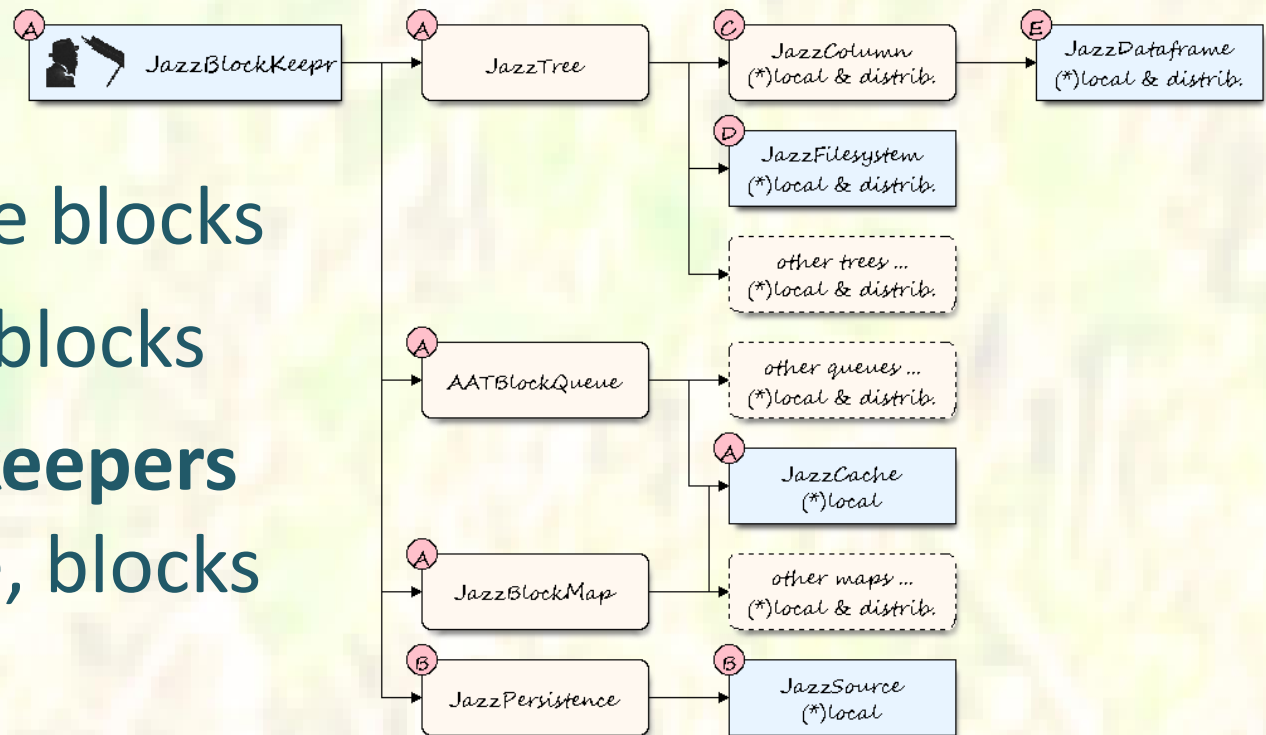 e blocks
blocks
keepers
, blocks
A
JazzBlockKeepr
A
JazzTree
C
JazzColumn
(*)local & distrib.
E
JazzDataframe
(*)local & distrib.
D
JazzFilesystem
(*)local & distrib.
other trees ...
(*)local & distrib.
A
AATBlockQueue
other queues ...
(*)local & distrib.
A
JazzCache
(*)local
A
JazzBlockMap
other maps ...
(*)local & distrib.
B
JazzPersistence
B
JazzSource
(*)local